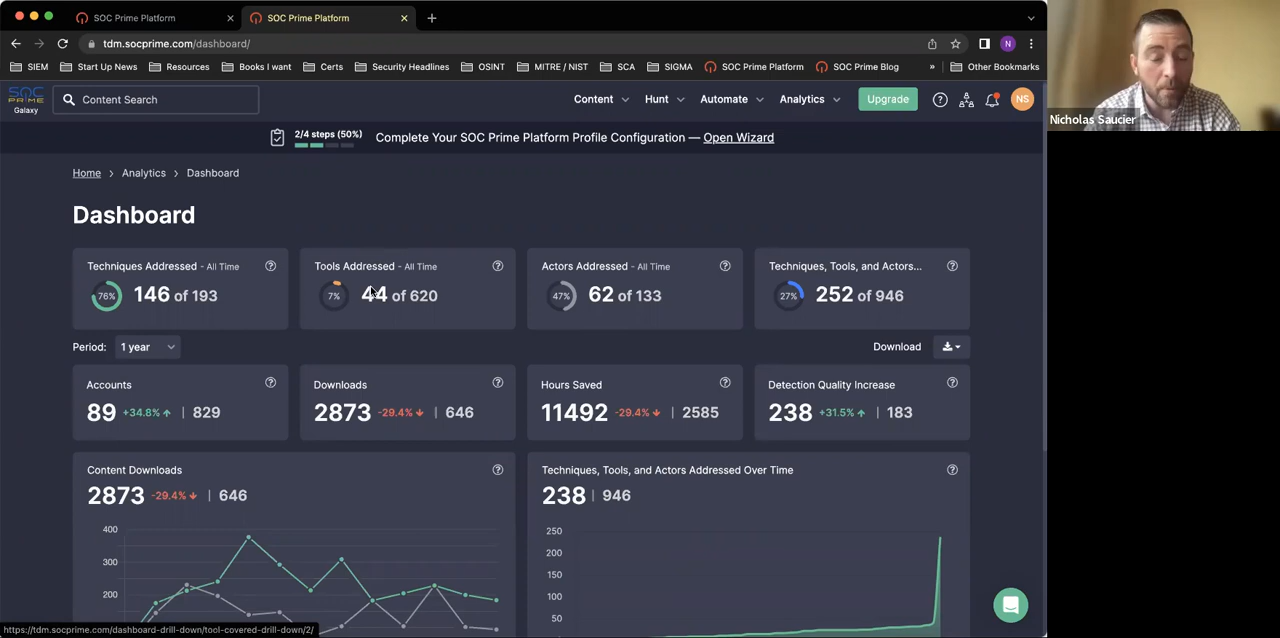 SOC Prime Platform
SOC Prime Platform
tdm.socprime.com/dashboard/
N
SIEM Start Up News Resources Books I want Certs Security Headlines OSINT MITRE / NIST SCA SIGMA SOC Prime Platform SOC Prime Blog » Other Bookmarks
SOC PRIME
Galaxy
Content Search
Content Hunt Automate Analytics Upgrade ? NS
Nicholas Saucier
2/4 steps (50%)
Complete Your SOC Prime Platform Profile Configuration — Open Wizard
Home > Analytics > Dashboard
Dashboard
Techniques Addressed - All Time ?
76% 146 of 193
Tools Addressed - All Time ?
7% 44 of 620
Actors Addressed - All Time ?
47% 62 of 133
Techniques, Tools, and Actors... ?
27% 252 of 946
Period: 1 year Download
Accounts ?
89 +34.8% ↑ | 829
Downloads ?
2873 -29.4% ↓ | 646
Hours Saved ?
11492 -29.4% ↓ | 2585
Detection Quality Increase ?
238 +31.5% ↑ | 183
Content Downloads ?
2873 -29.4% ↓ | 646
400
300
200
Techniques, Tools, and Actors Addressed Over Time ?
238 | 946
250
200
150
100
50
https://tdm.socprime.com/dashboard-drill-down/tool-covered-drill-down/2/